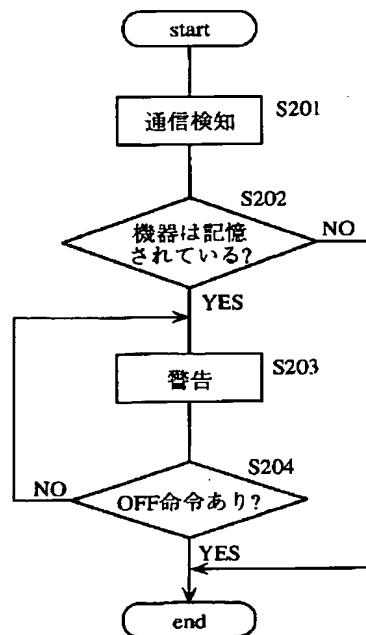 start
通信検知
S201
S202
機器は記憶
されている?
NO
YES
警告
S203
S204
NO
OFF命令あり?
YES
end